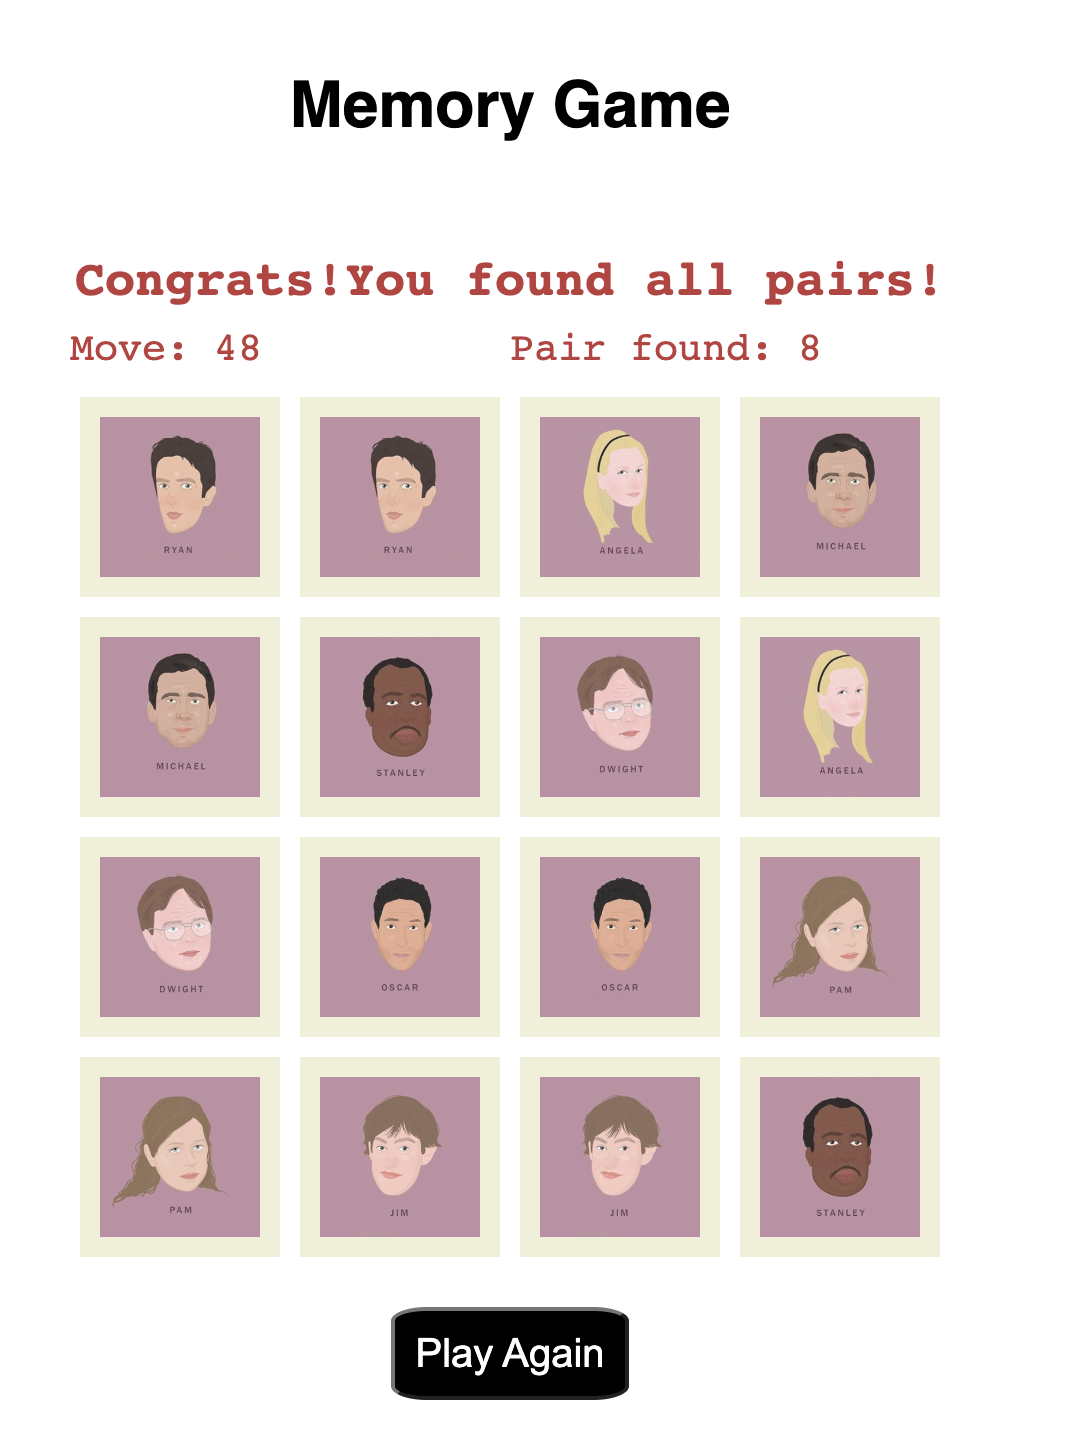 Memory Game
Congrats!You found all pairs!
Move: 48 Pair found: 8
RYAN RYAN ANGELA MICHAEL
MICHAEL STANLEY DWIGHT ANGELA
DWIGHT OSCAR OSCAR PAM
PAM JIM JIM STANLEY
Play Again